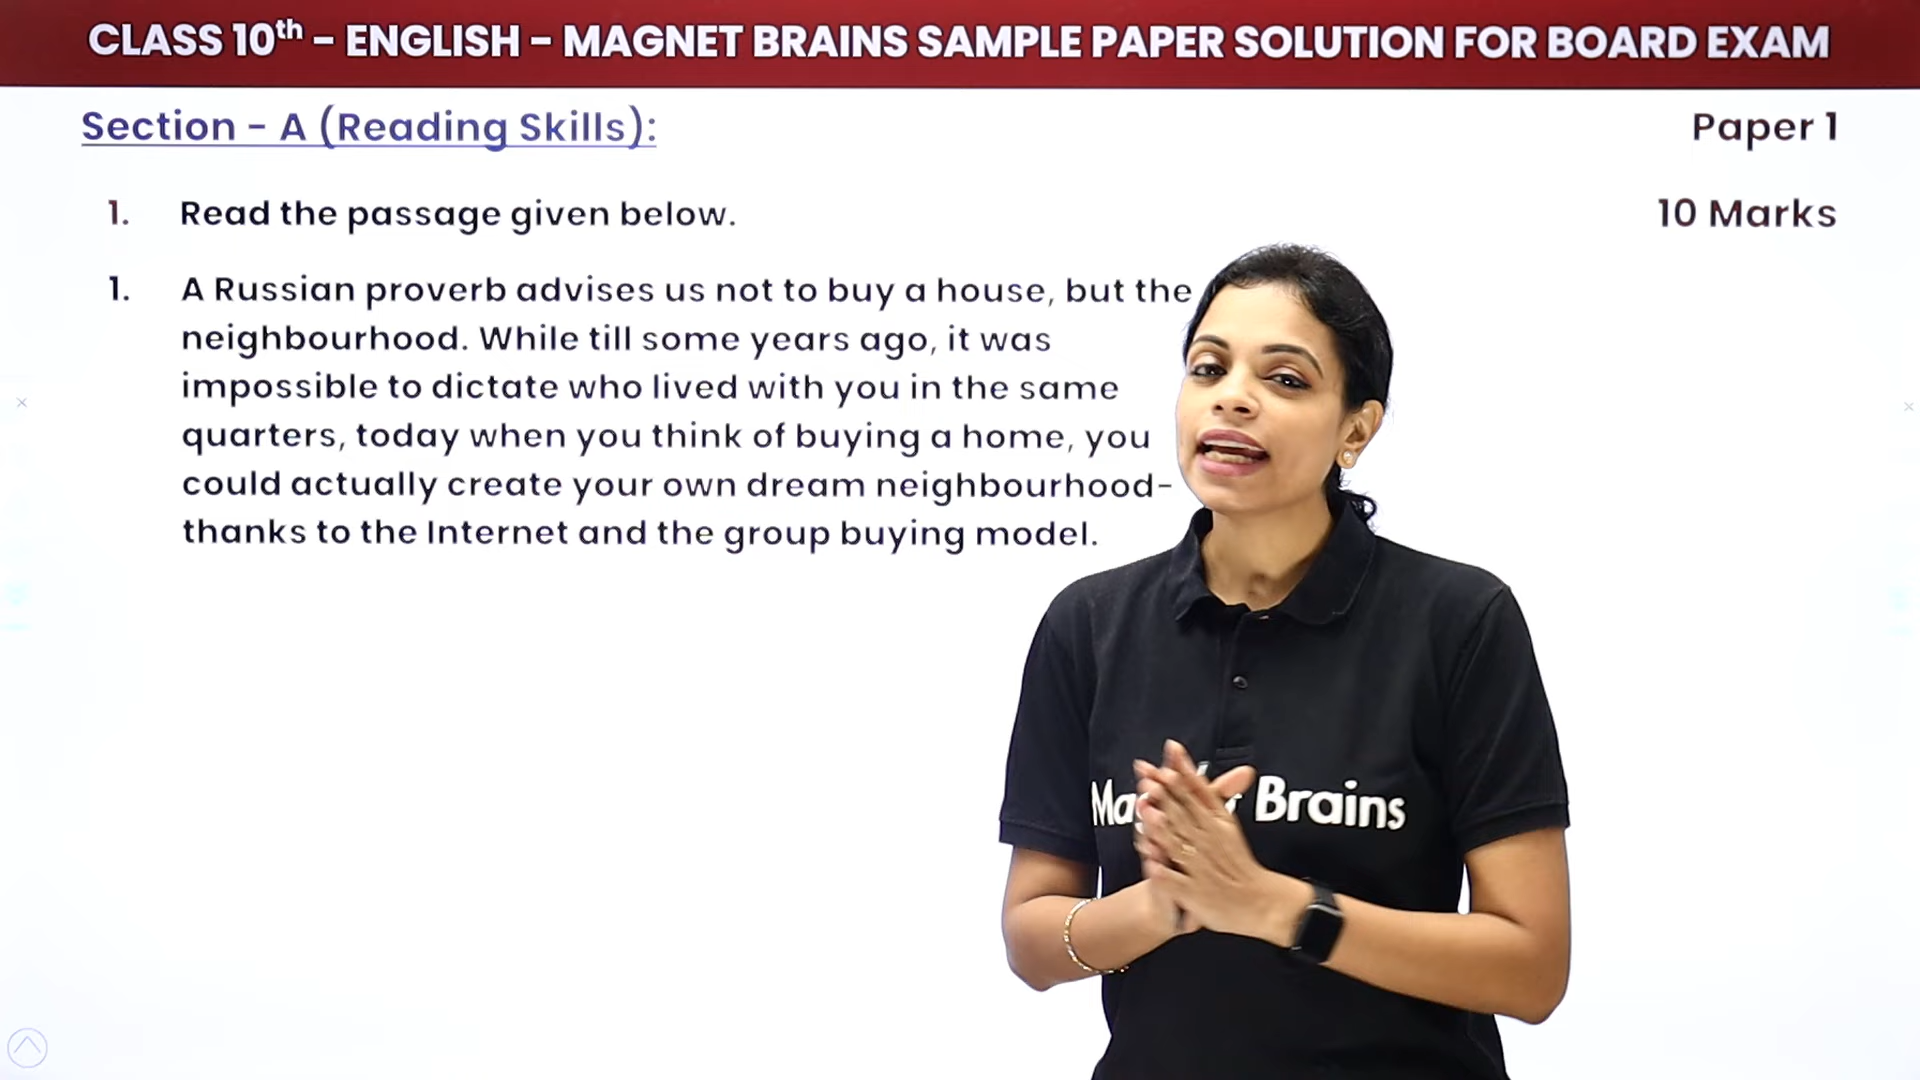 CLASS 10th - ENGLISH - MAGNET BRAINS SAMPLE PAPER SOLUTION FOR BOARD EXAM
Section - A (Reading Skills):
Paper 1
1. Read the passage given below.
10 Marks
1. A Russian proverb advises us not to buy a house, but the
neighbourhood. While till some years ago, it was
impossible to dictate who lived with you in the same
quarters, today when you think of buying a home, you
could actually create your own dream neighbourhood-
thanks to the Internet and the group buying model.
Brains